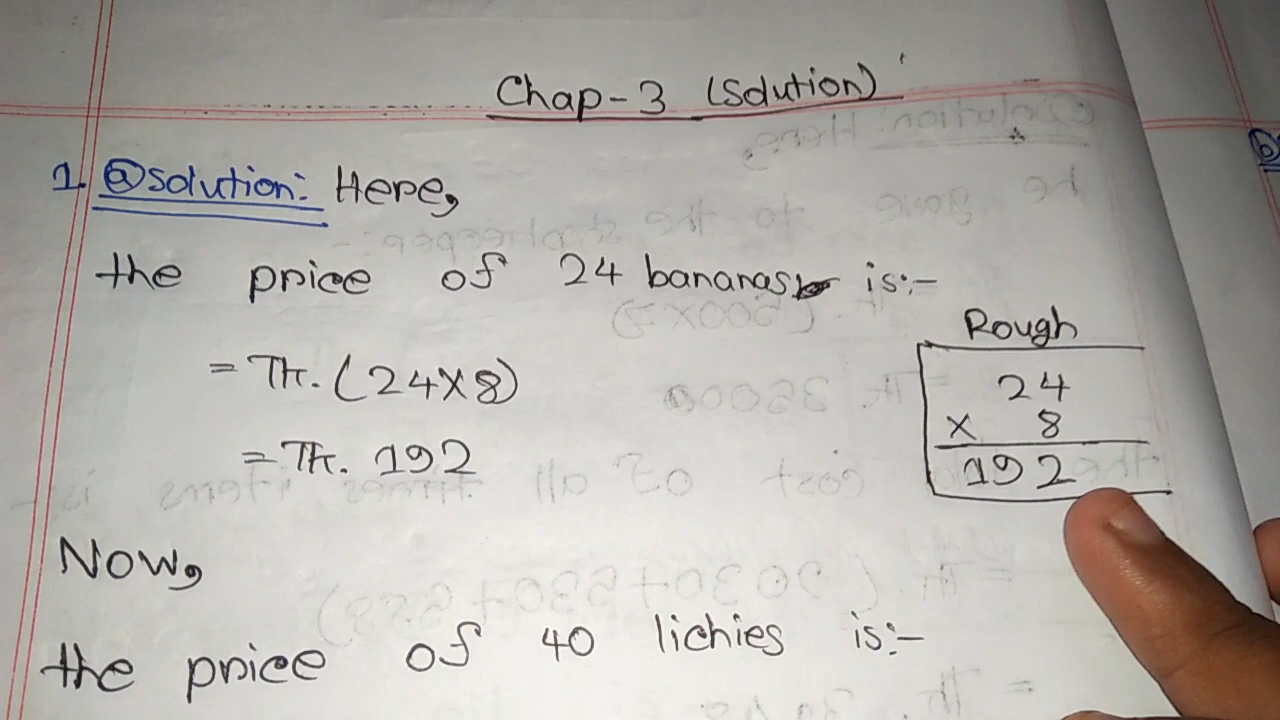 Chap-3 (Solution)
1. ⓐ Solution:- Here,
the price of 24 bananas is:-
= Tk. (24×8)
= Tk. 192
Rough
24
× 8
192
Now,
the price of 40 lichies is:-